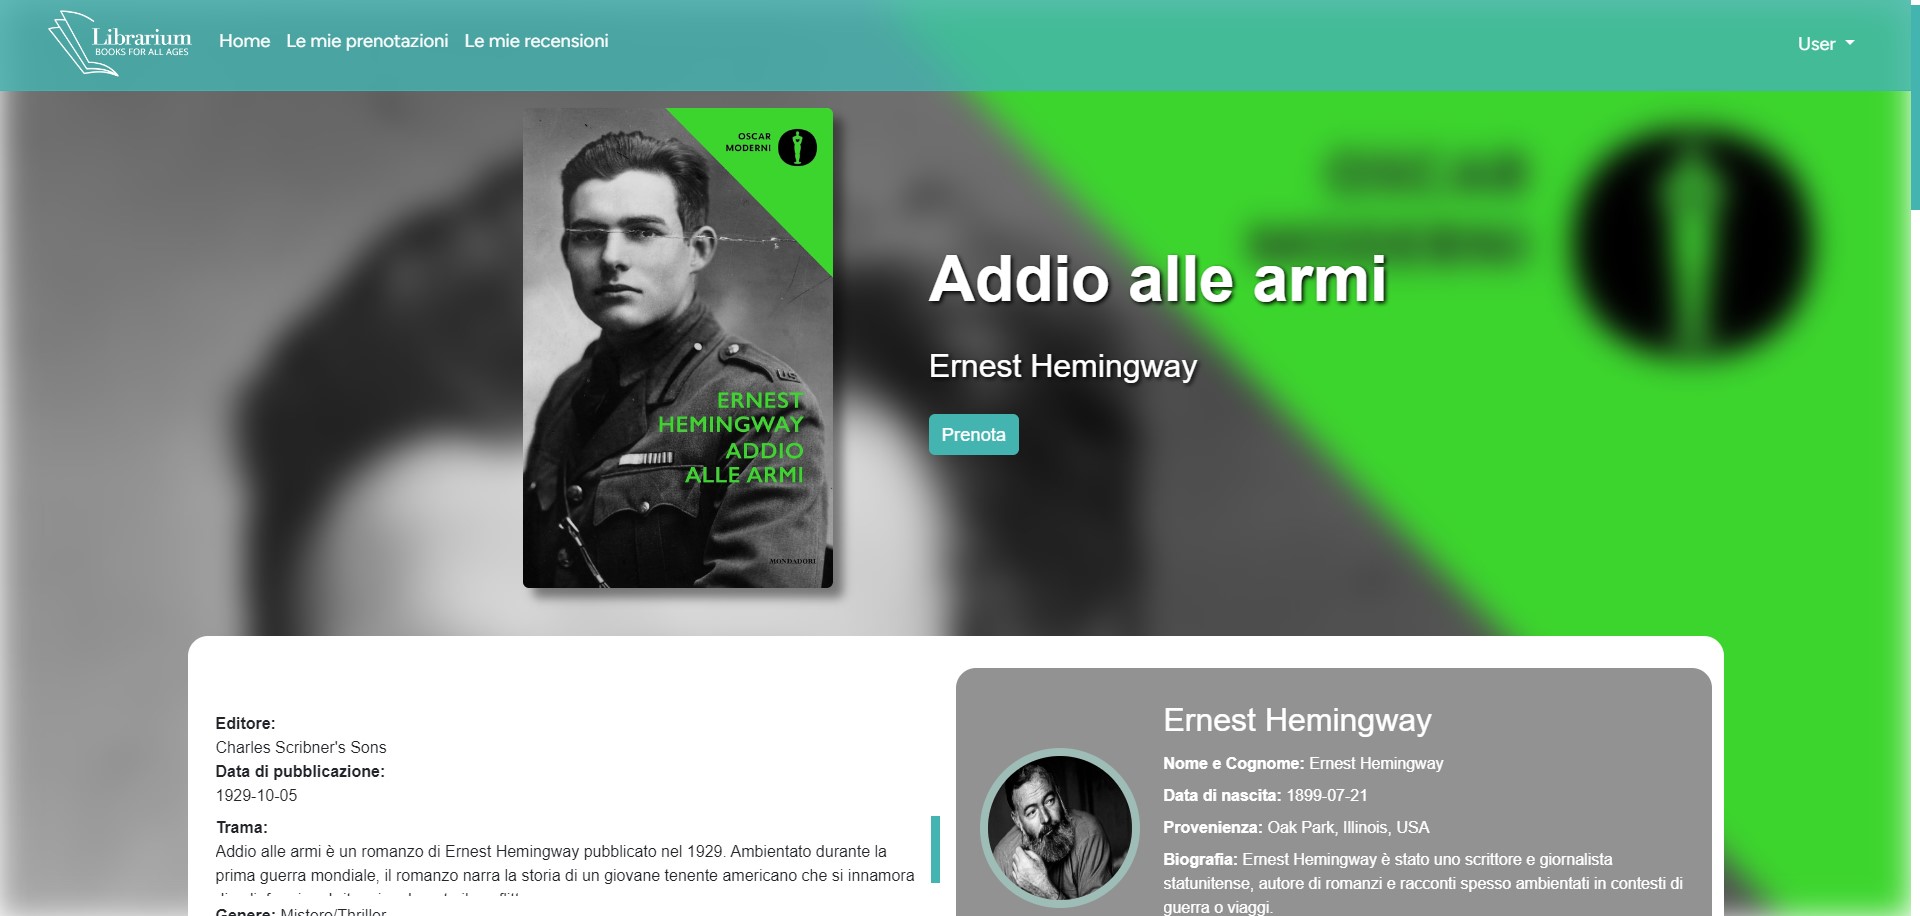 Librarium
BOOKS FOR ALL AGES
Home Le mie prenotazioni Le mie recensioni
User
OSCAR
MODERNI
US
ERNEST
HEMINGWAY
ADDIO
ALLE ARMI
MONDADORI
OSCAR
MODERNI
Addio alle armi
Ernest Hemingway
Prenota
Editore:
Charles Scribner's Sons
Data di pubblicazione:
1929-10-05
Trama:
Addio alle armi è un romanzo di Ernest Hemingway pubblicato nel 1929. Ambientato durante la
prima guerra mondiale, il romanzo narra la storia di un giovane tenente americano che si innamora
Genere: Mistero/Thriller
Ernest Hemingway
Nome e Cognome: Ernest Hemingway
Data di nascita: 1899-07-21
Provenienza: Oak Park, Illinois, USA
Biografia: Ernest Hemingway è stato uno scrittore e giornalista
statunitense, autore di romanzi e racconti spesso ambientati in contesti di
guerra o viaggi.